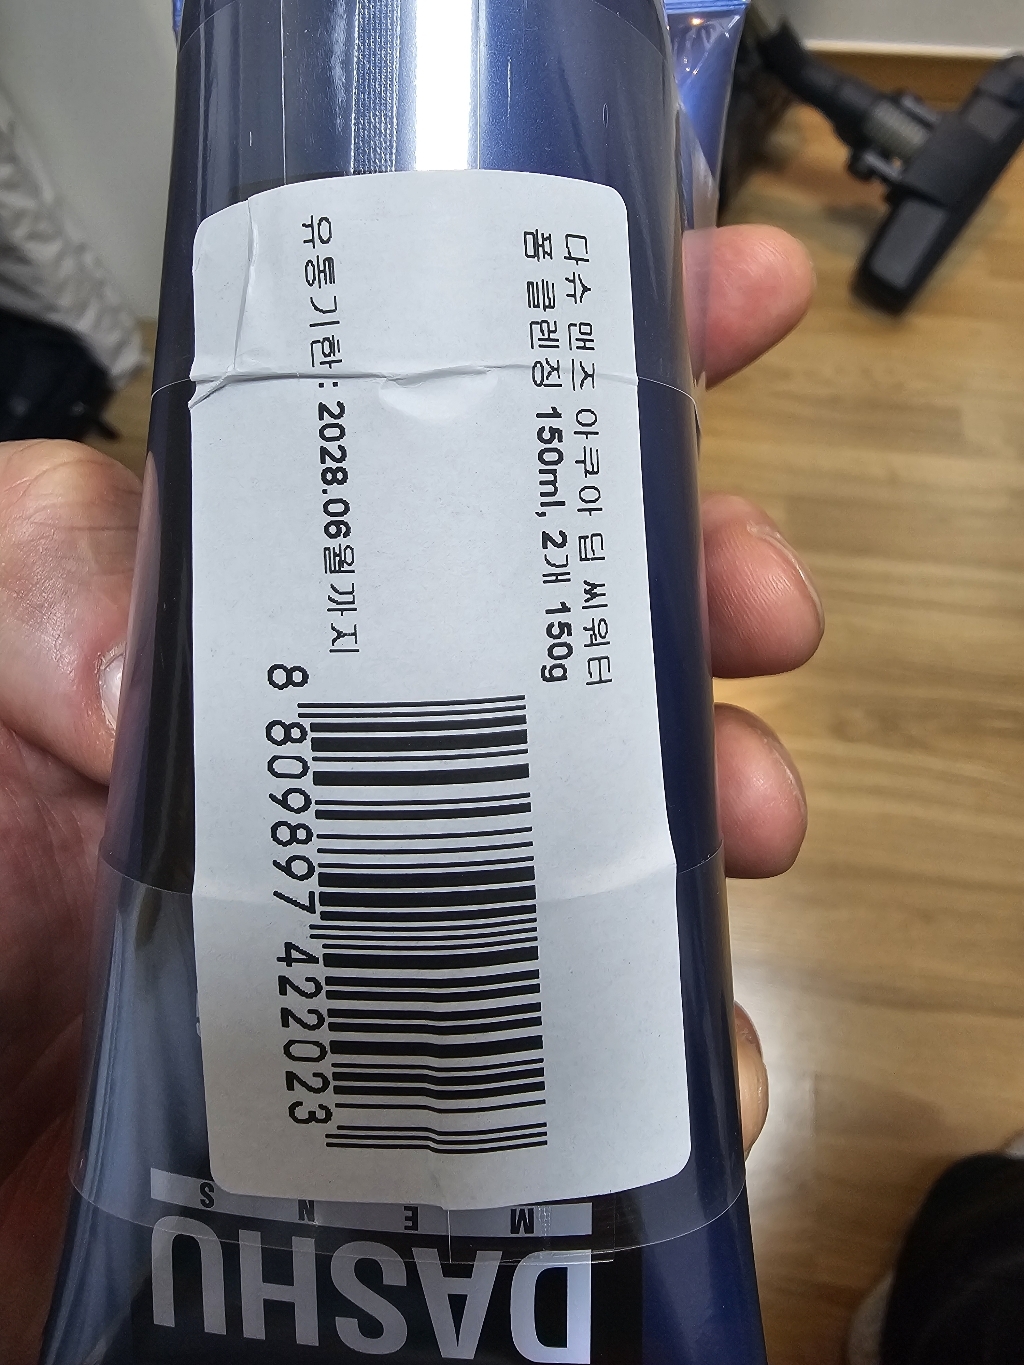 다슈 맨즈 아쿠아 딥 씨워터
폼 클렌징 150ml, 2개 150g
유통기한: 2028.06월까지
8 809897 422023
MENS
DASHU